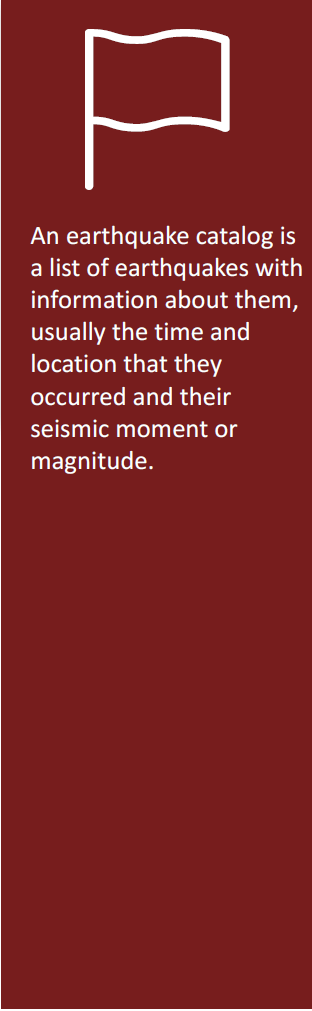 An earthquake catalog is
a list of earthquakes with
information about them,
usually the time and
location that they
occurred and their
seismic moment or
magnitude.